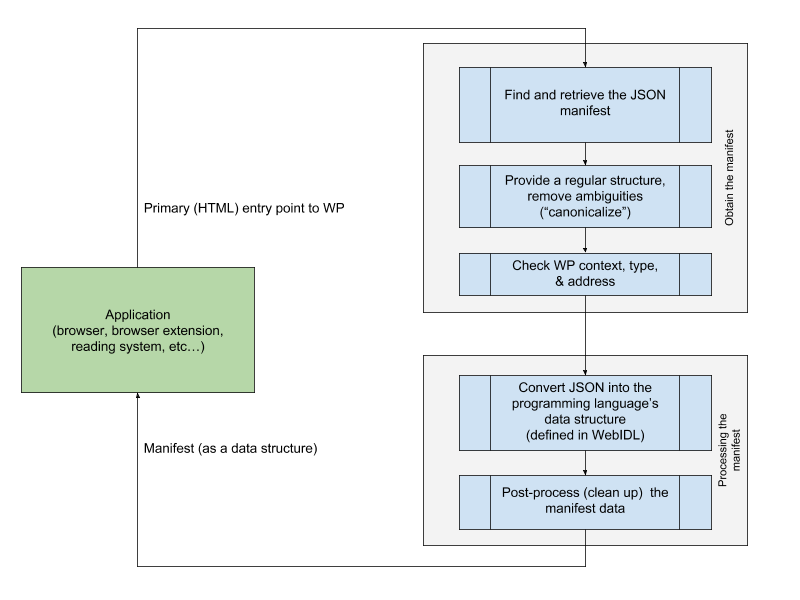 Find and retrieve the JSON
manifest
Provide a regular structure,
remove ambiguities
(“canonicalize”)
Check WP context, type,
& address
Obtain the manifest
Primary (HTML) entry point to WP
Application
(browser, browser extension,
reading system, etc…)
Manifest (as a data structure)
Convert JSON into the
programming language’s
data structure
(defined in WebIDL)
Post-process (clean up)  the
manifest data
Processing the
manifest